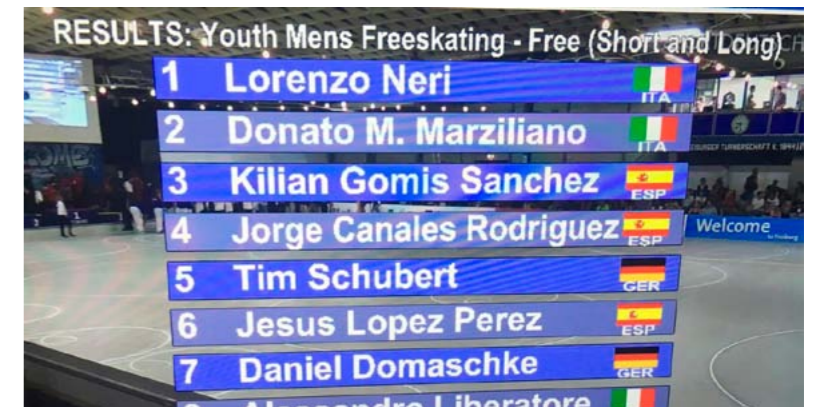 RESULTS: Youth Mens Freeskating - Free (Short and Long)
1 Lorenzo Neri ITA
2 Donato M. Marziliano ITA
3 Kilian Gomis Sanchez ESP
4 Jorge Canales Rodriguez ESP
Welcome
5 Tim Schubert GER
6 Jesus Lopez Perez ESP
7 Daniel Domaschke GER
Alessandro Liberatore